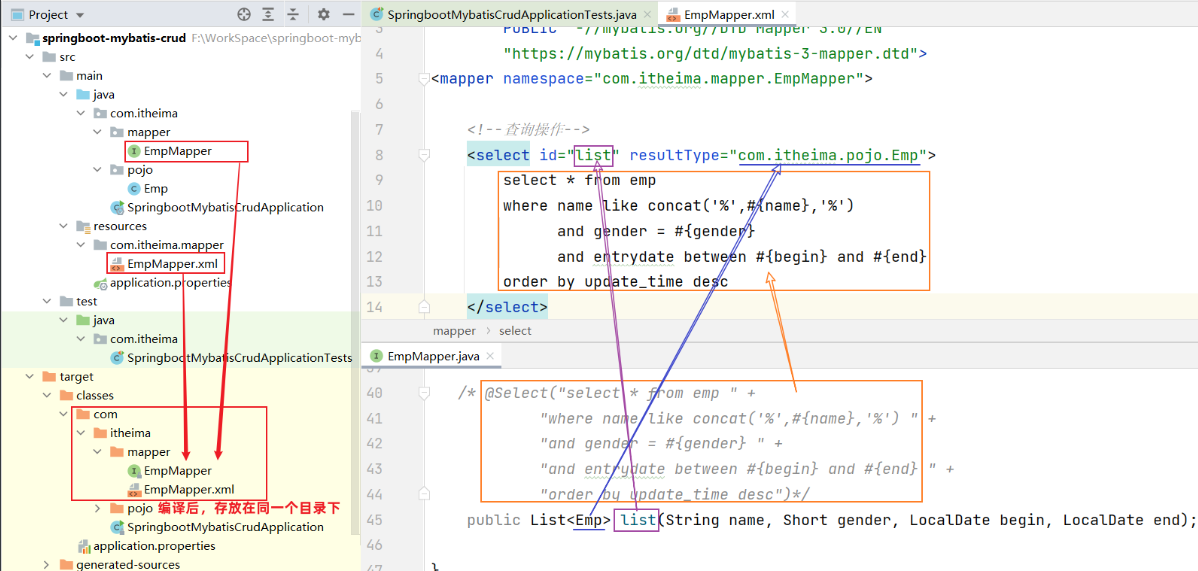 Project
springboot-mybatis-crud F:\WorkSpace\springboot-myb
src
main
java
com.itheima
mapper
EmpMapper
pojo
Emp
SpringbootMybatisCrudApplication
resources
com.itheima.mapper
EmpMapper.xml
application.properties
test
java
com.itheima
SpringbootMybatisCrudApplicationTests
target
classes
com
itheima
mapper
EmpMapper
EmpMapper.xml
pojo 编译后，存放在同一个目录下
SpringbootMybatisCrudApplication
application.properties
generated-sources
SpringbootMybatisCrudApplicationTests.java EmpMapper.xml
3 PUBLIC "-//mybatis.org//DTD Mapper 3.0//EN"
4 "https://mybatis.org/dtd/mybatis-3-mapper.dtd">
5 <mapper namespace="com.itheima.mapper.EmpMapper">
6
7 <!--查询操作-->
8 <select id="list" resultType="com.itheima.pojo.Emp">
9 select * from emp
10 where name like concat('%',#{name},'%')
11 and gender = #{gender}
12 and entrydate between #{begin} and #{end}
13 order by update_time desc
14 </select>
mapper > select
EmpMapper.java
40 /* @Select("select * from emp " +
41 "where name like concat('%',#{name},'%') " +
42 "and gender = #{gender} " +
43 "and entrydate between #{begin} and #{end} " +
44 "order by update_time desc")*/
45 public List<Emp> list(String name, Short gender, LocalDate begin, LocalDate end);
46
47 }